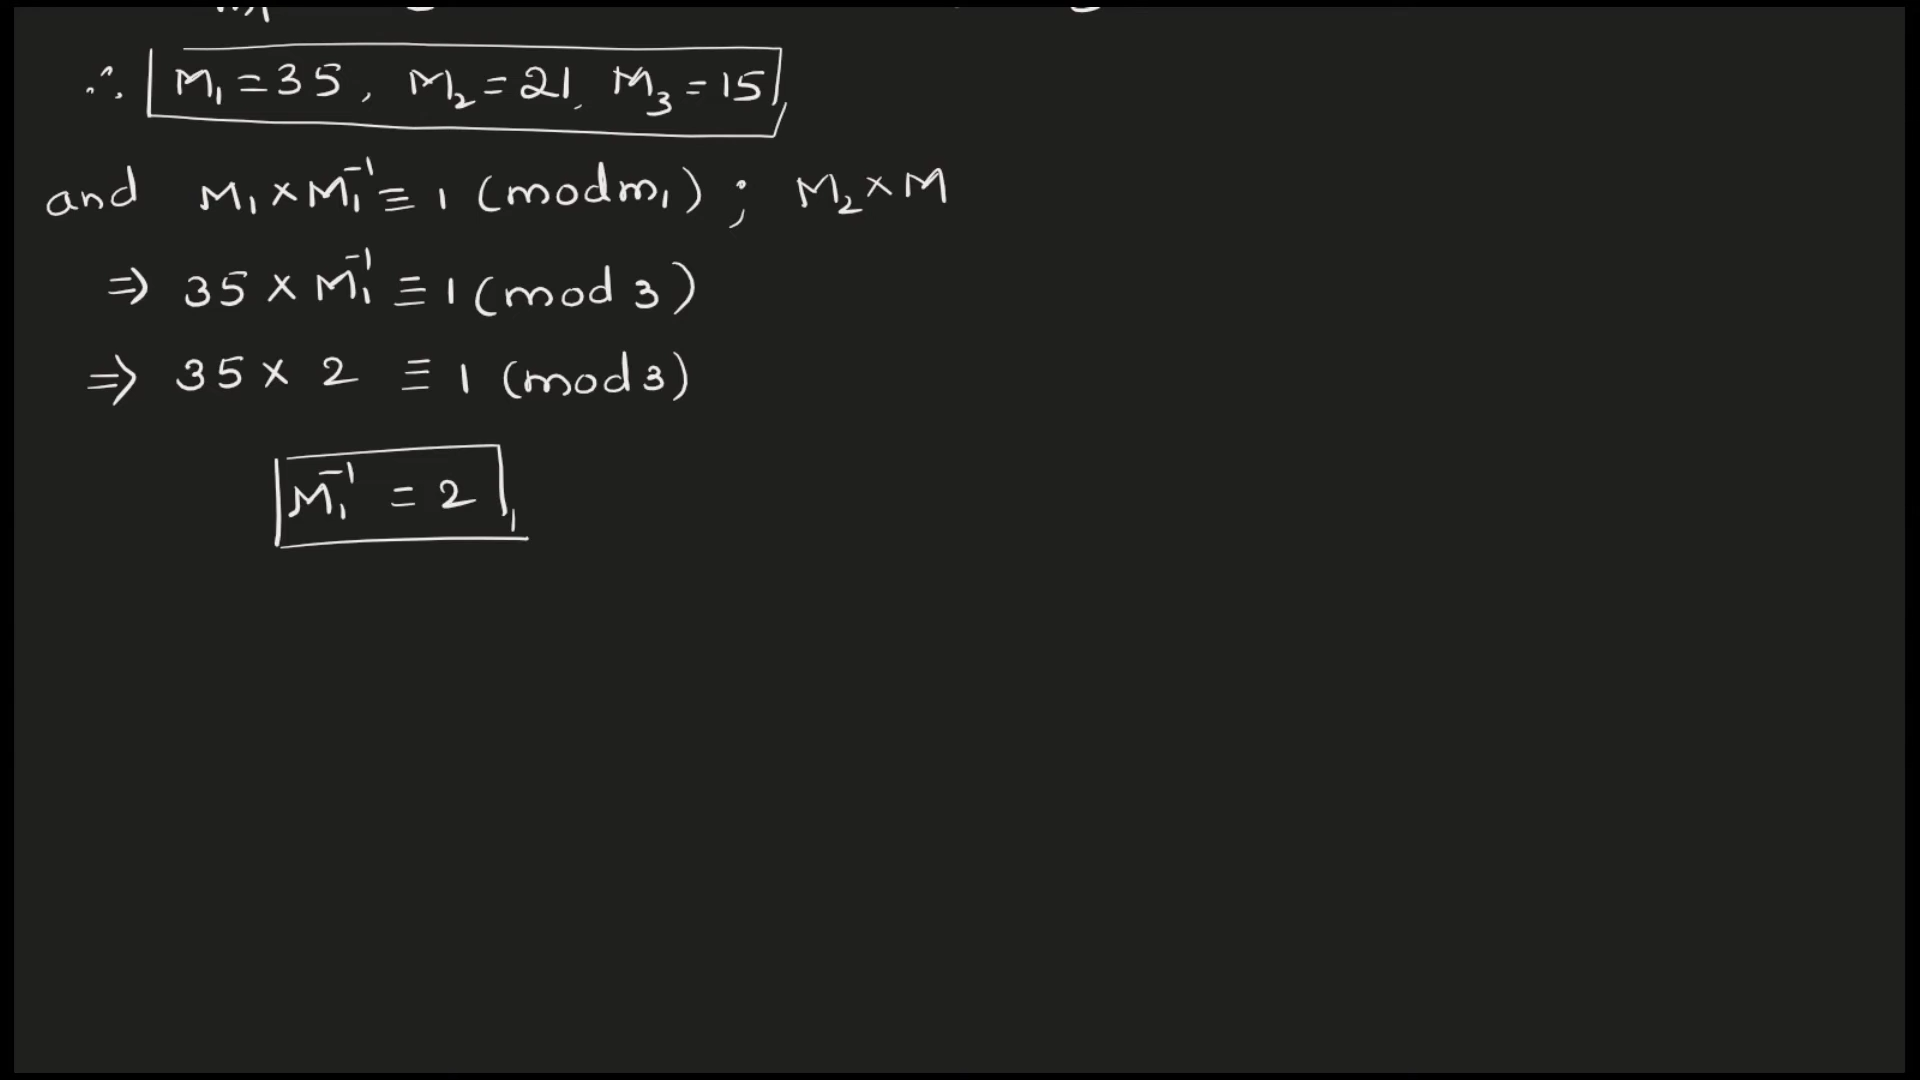 ∴ M₁ = 35, M₂ = 21, M₃ = 15
and M₁ × M₁⁻¹ ≡ 1 (mod m₁) ; M₂ × M
⇒ 35 × M₁⁻¹ ≡ 1 (mod 3)
⇒ 35 × 2 ≡ 1 (mod 3)
M₁⁻¹ = 2